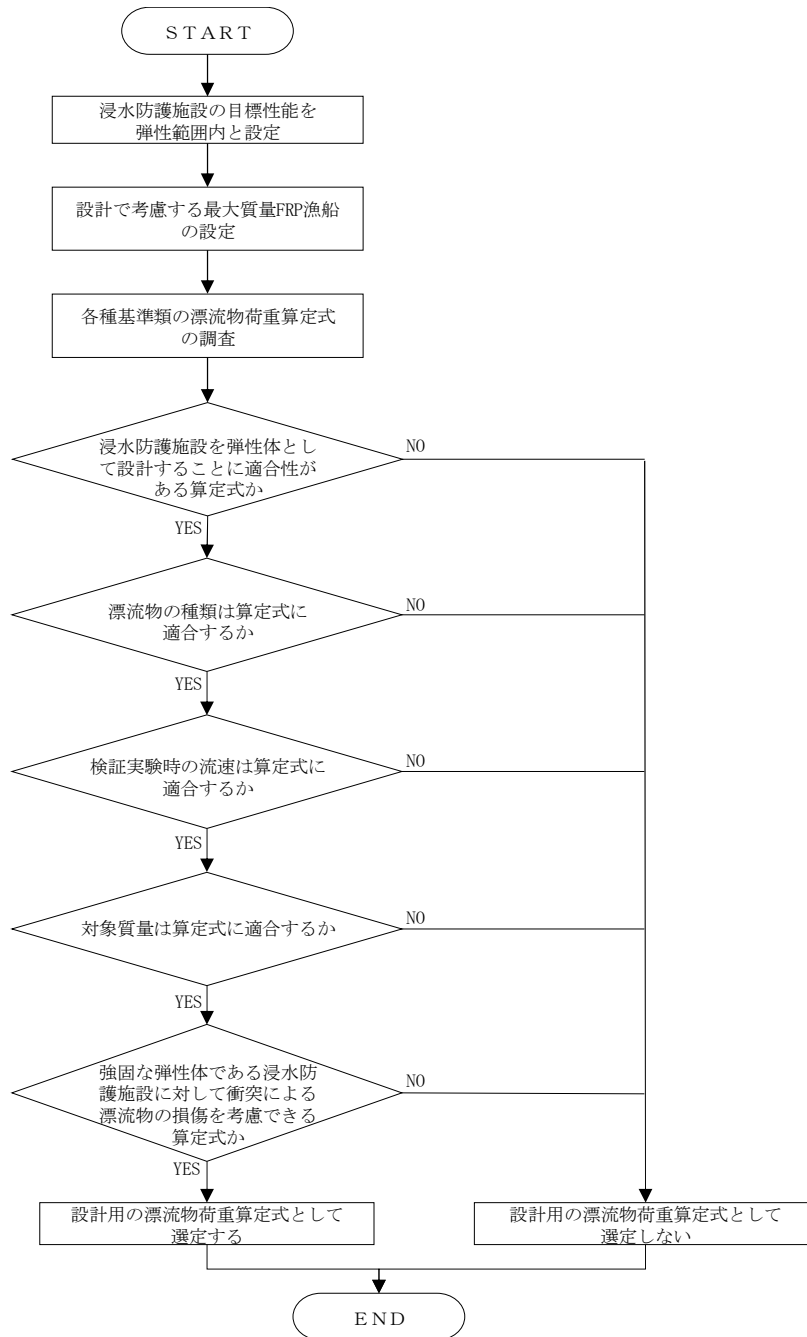 ＳＴＡＲＴ
浸水防護施設の目標性能を
弾性範囲内と設定
設計で考慮する最大質量FRP漁船
の設定
各種基準類の漂流物荷重算定式
の調査
浸水防護施設を弾性体とし
て設計することに適合性が
ある算定式か
NO
YES
漂流物の種類は算定式に
適合するか
NO
YES
検証実験時の流速は算定式に
適合するか
NO
YES
対象質量は算定式に適合するか
NO
YES
強固な弾性体である浸水防
護施設に対して衝突による
漂流物の損傷を考慮できる
算定式か
NO
YES
設計用の漂流物荷重算定式として
選定する
設計用の漂流物荷重算定式として
選定しない
ＥＮＤ